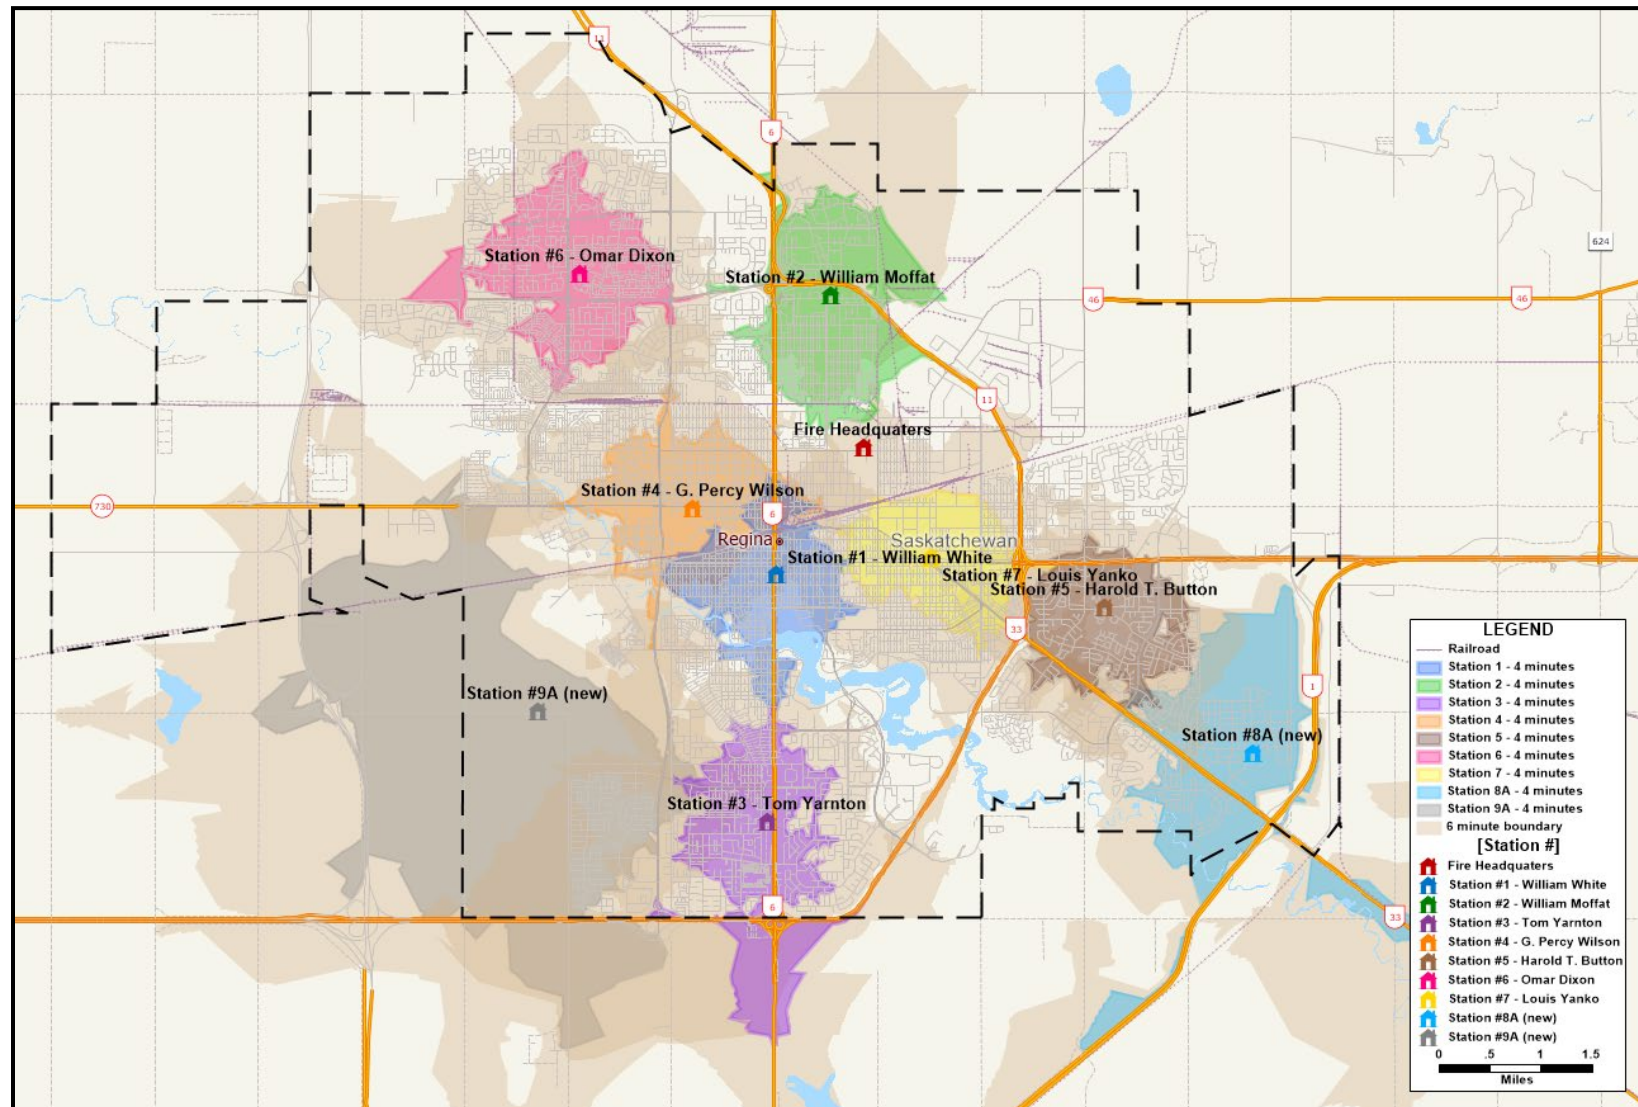 11
6
624
Station #6 - Omar Dixon
Station #2 - William Moffat
46
46
11
Fire Headquaters
Station #4 - G. Percy Wilson
730
6
Regina
Saskatchewan
Station #1 - William White
Station #7 - Louis Yanko
Station #5 - Harold T. Button
33
1
Station #9A (new)
Station #8A (new)
Station #3 - Tom Yarnton
6
33
LEGEND
Railroad
Station 1 - 4 minutes
Station 2 - 4 minutes
Station 3 - 4 minutes
Station 4 - 4 minutes
Station 5 - 4 minutes
Station 6 - 4 minutes
Station 7 - 4 minutes
Station 8A - 4 minutes
Station 9A - 4 minutes
6 minute boundary
[Station #]
Fire Headquaters
Station #1 - William White
Station #2 - William Moffat
Station #3 - Tom Yarnton
Station #4 - G. Percy Wilson
Station #5 - Harold T. Button
Station #6 - Omar Dixon
Station #7 - Louis Yanko
Station #8A (new)
Station #9A (new)
0 .5 1 1.5
Miles